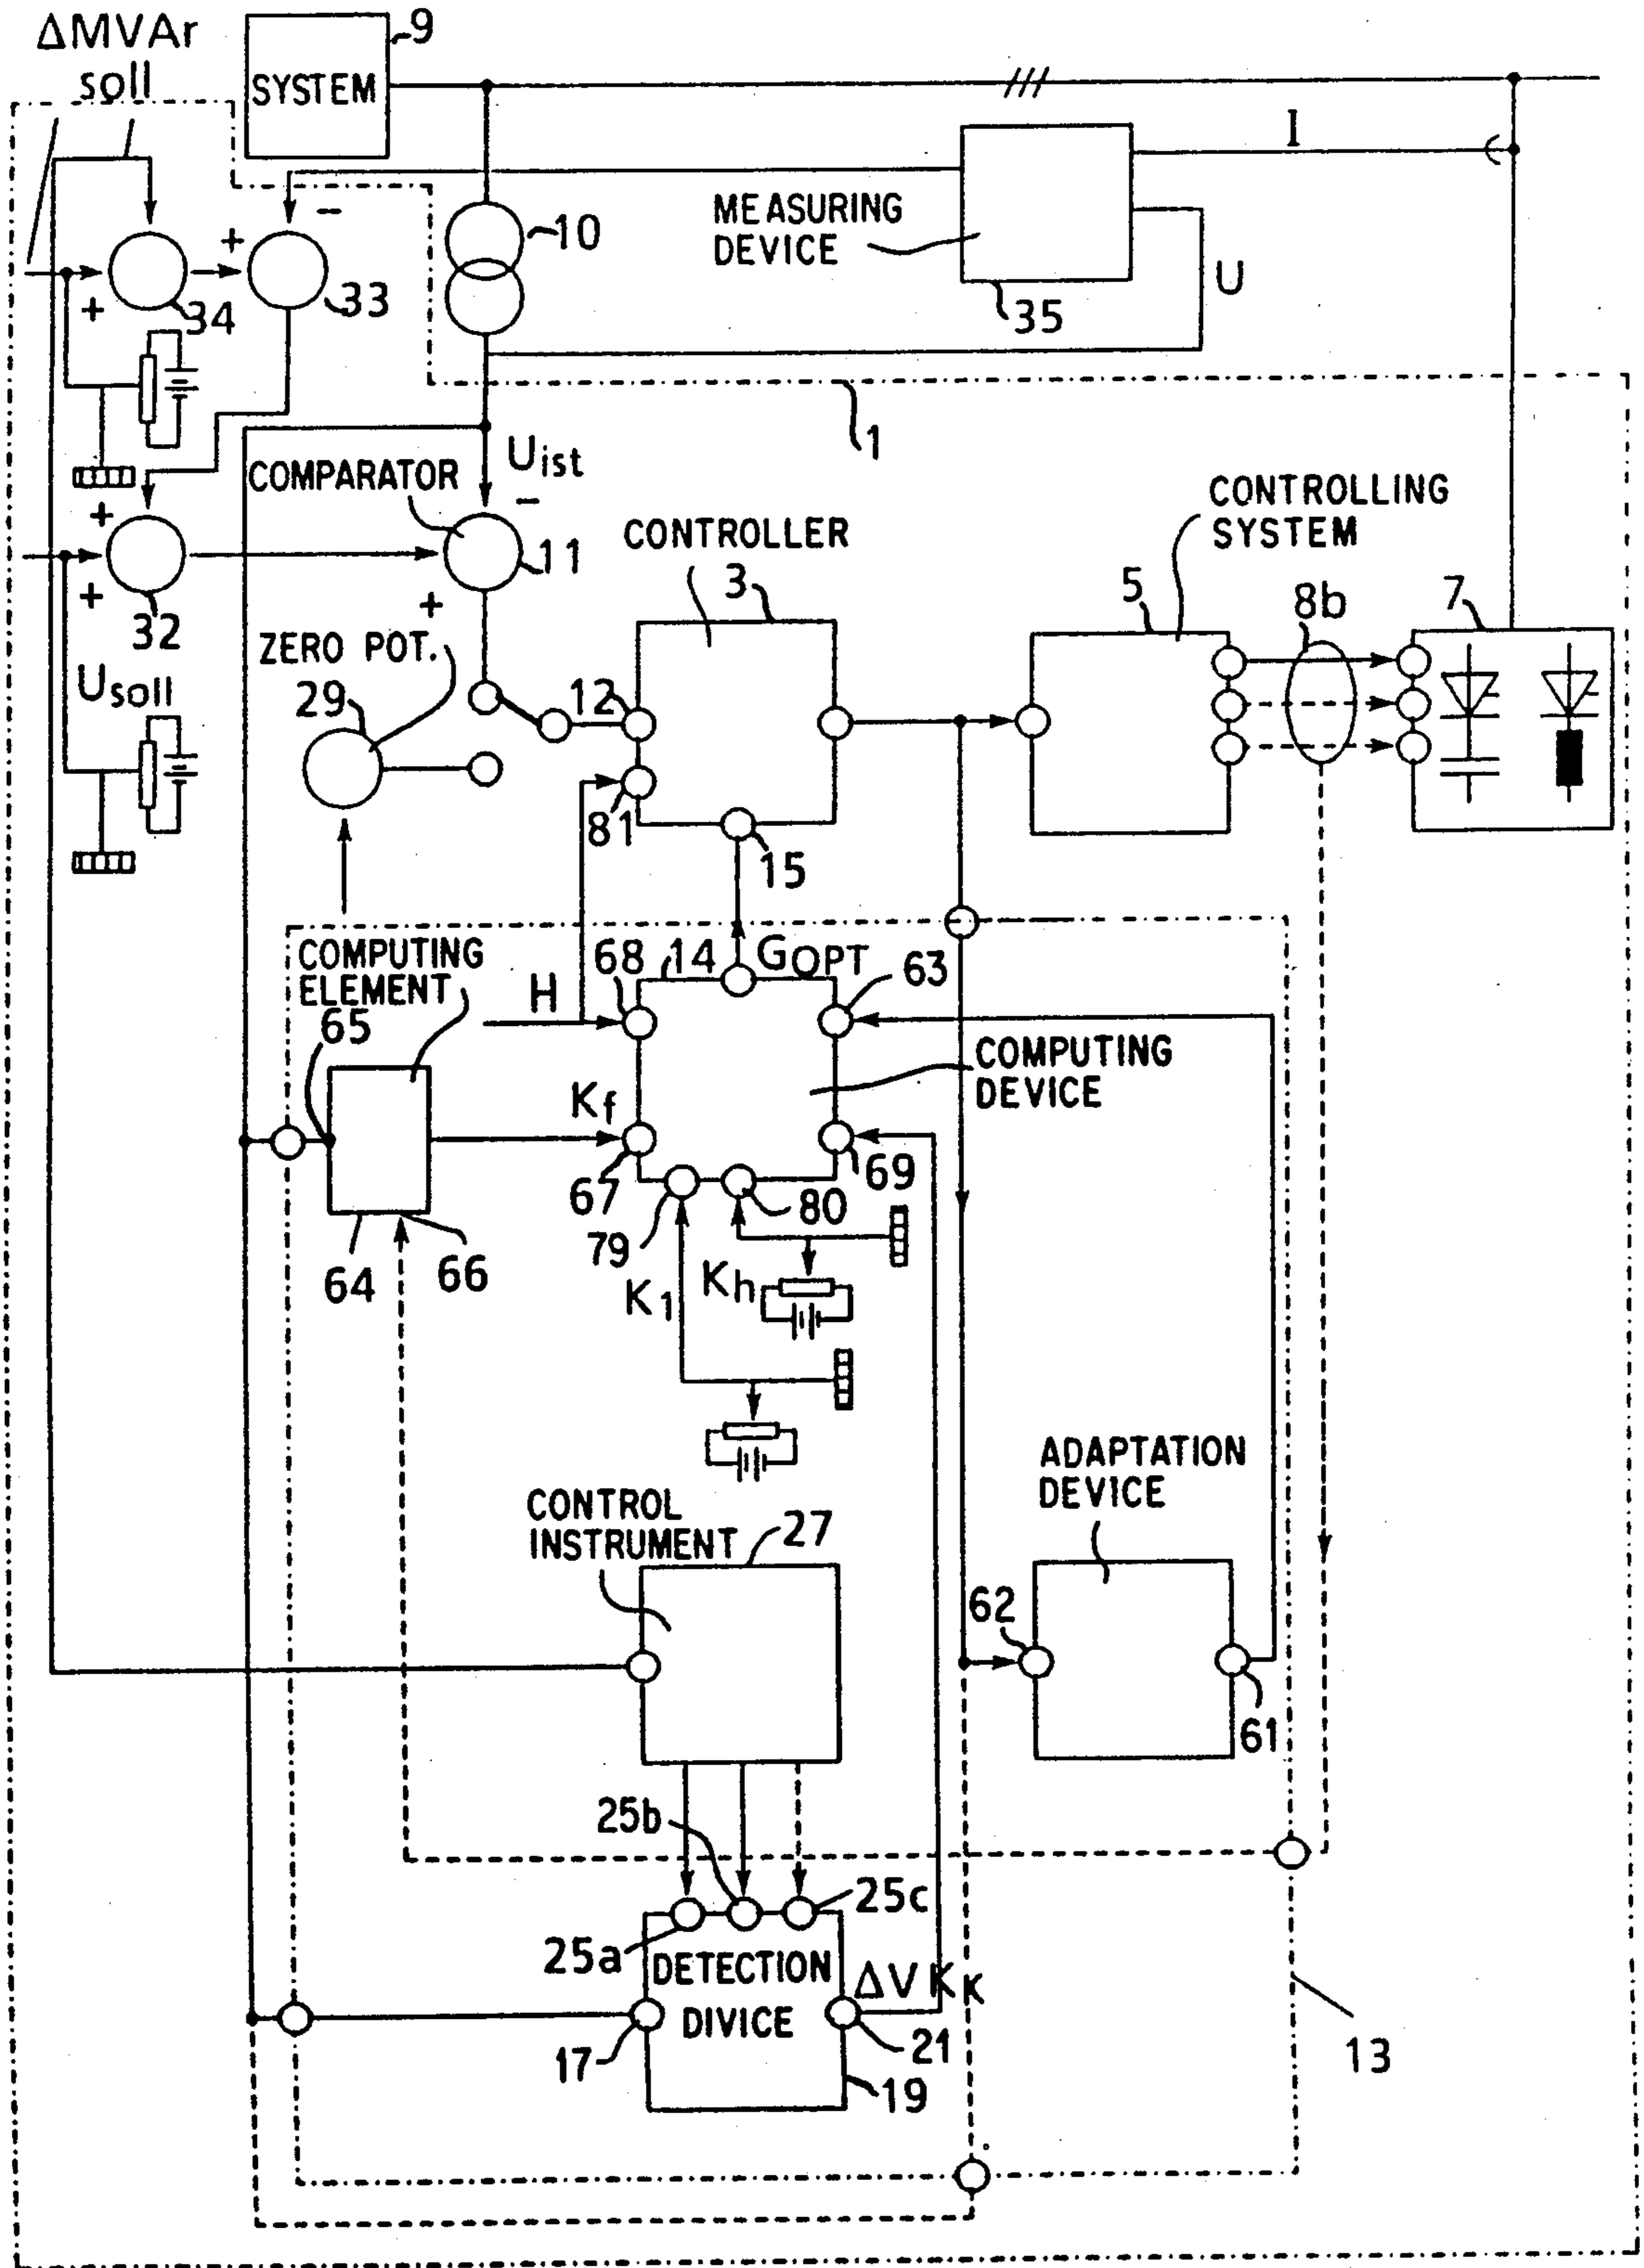 ΔMVAr
soll
9
SYSTEM
I
MEASURING
DEVICE
10
35
U
+
−
+
34
33
1
Uist
COMPARATOR
−
11
+
+
+
32
CONTROLLER
3
CONTROLLING
SYSTEM
5
8b
7
ZERO POT.
29
Usoll
12
81
15
COMPUTING
ELEMENT
65
H
68
14
GOPT
63
COMPUTING
DEVICE
Kf
67
69
79
80
64
66
K1
Kh
ADAPTATION
DEVICE
CONTROL
INSTRUMENT
27
62
61
25b
25c
25a
DETECTION
DIVICE
ΔVKK
17
21
19
13